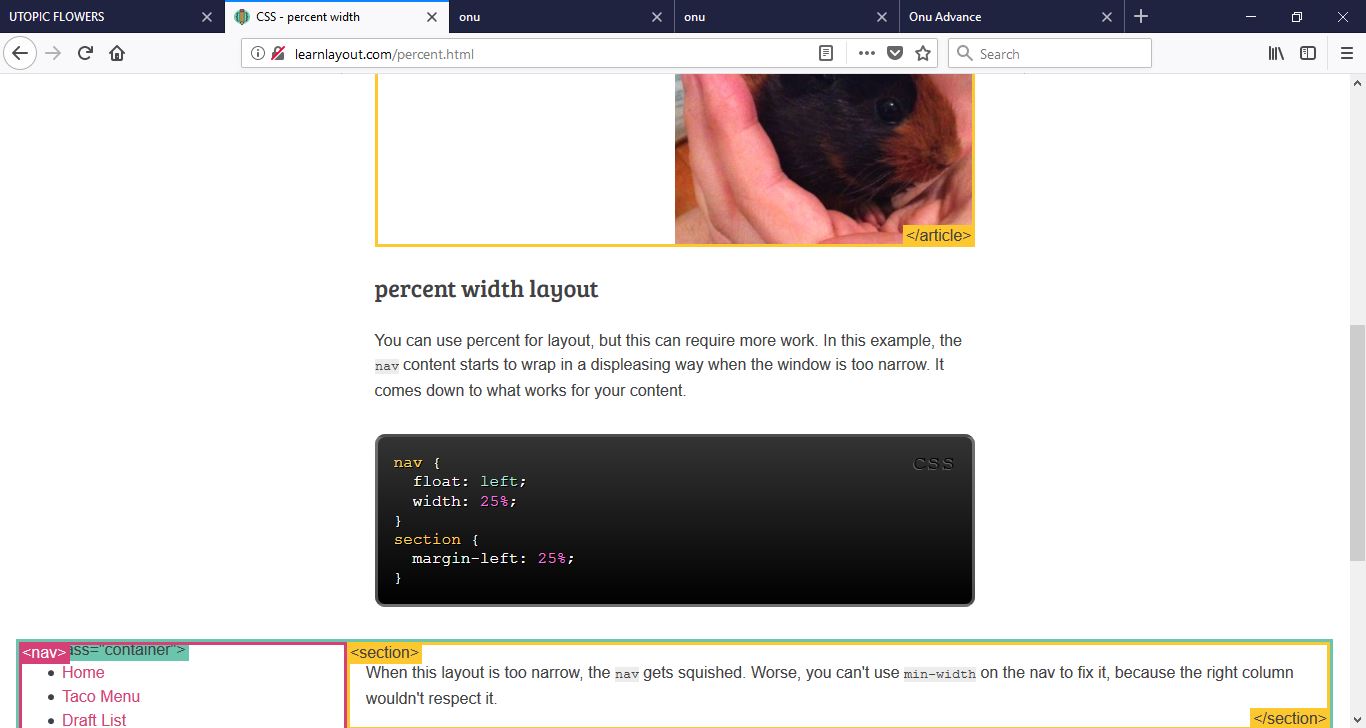 UTOPIC FLOWERS
CSS - percent width
onu
onu
Onu Advance
learnlayout.com/percent.html
Search
</article>
percent width layout
You can use percent for layout, but this can require more work. In this example, the
nav content starts to wrap in a displeasing way when the window is too narrow. It
comes down to what works for your content.
CSS
nav {
  float: left;
  width: 25%;
}
section {
  margin-left: 25%;
}
<nav>
ass="container">
Home
Taco Menu
Draft List
<section>
When this layout is too narrow, the nav gets squished. Worse, you can't use min-width on the nav to fix it, because the right column
wouldn't respect it.
</section>